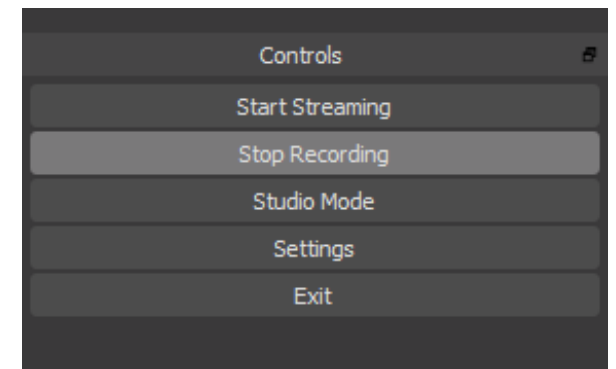 Controls
Start Streaming
Stop Recording
Studio Mode
Settings
Exit